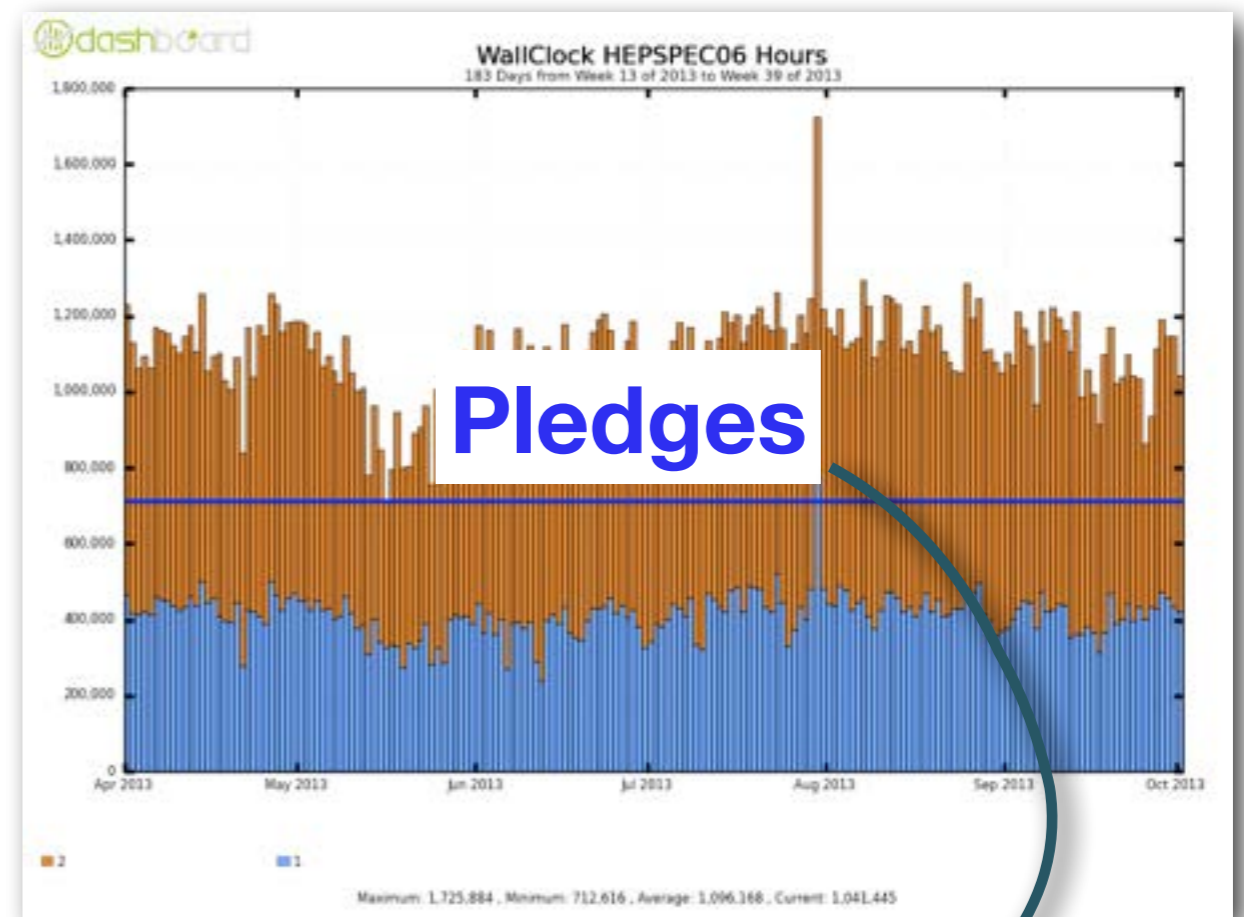 dashboard
WallClock HEPSPEC06 Hours
183 Days from Week 13 of 2013 to Week 39 of 2013
1,800,000
1,600,000
1,400,000
1,200,000
1,000,000
800,000
600,000
400,000
200,000
0
Pledges
Apr 2013 May 2013 Jun 2013 Jul 2013 Aug 2013 Sep 2013 Oct 2013
2 1
Maximum: 1,725,884 , Minimum: 712,616 , Average: 1,096,168 , Current: 1,041,445